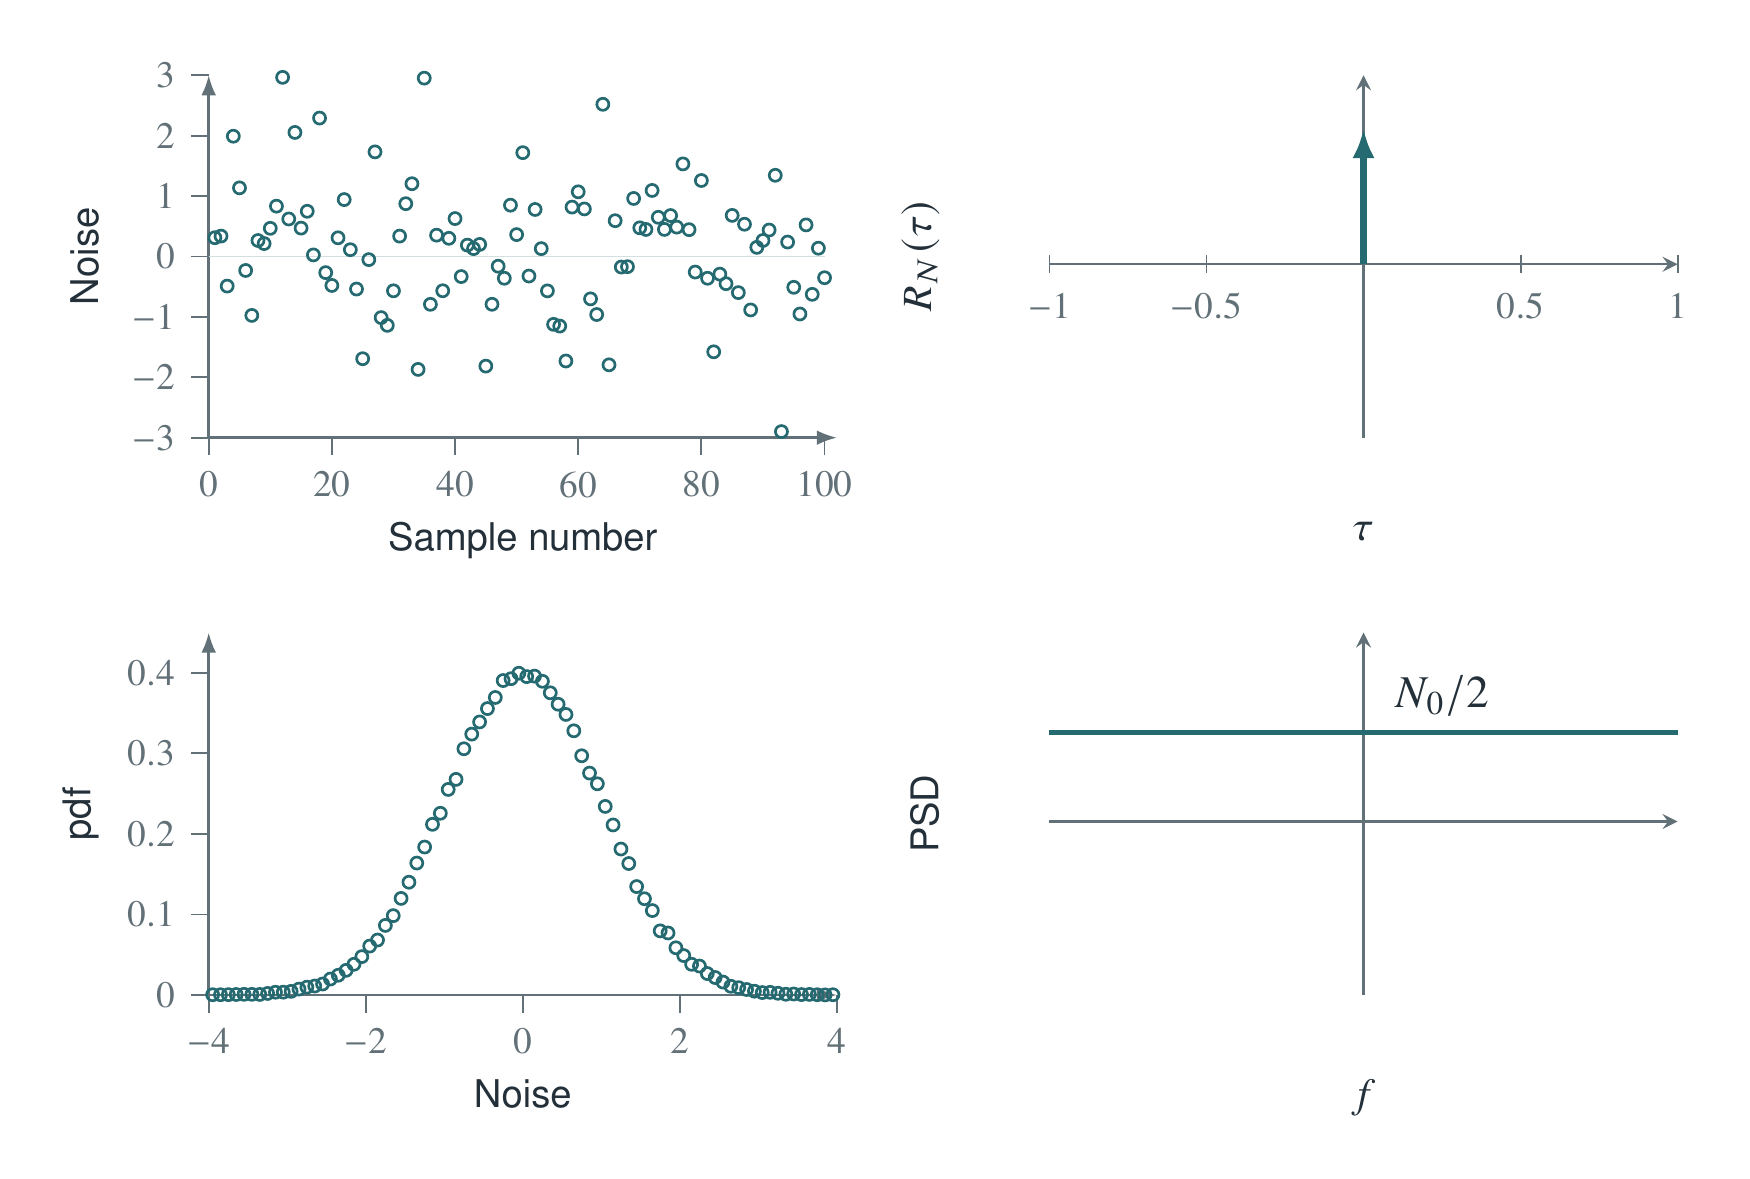 3
2
1
0
−1
−2
−3
Noise
0 20 40 60 80 100
Sample number
R_N(τ)
−1 −0.5 0.5 1
τ
0.4
0.3
0.2
0.1
0
pdf
−4 −2 0 2 4
Noise
PSD
N₀/2
f